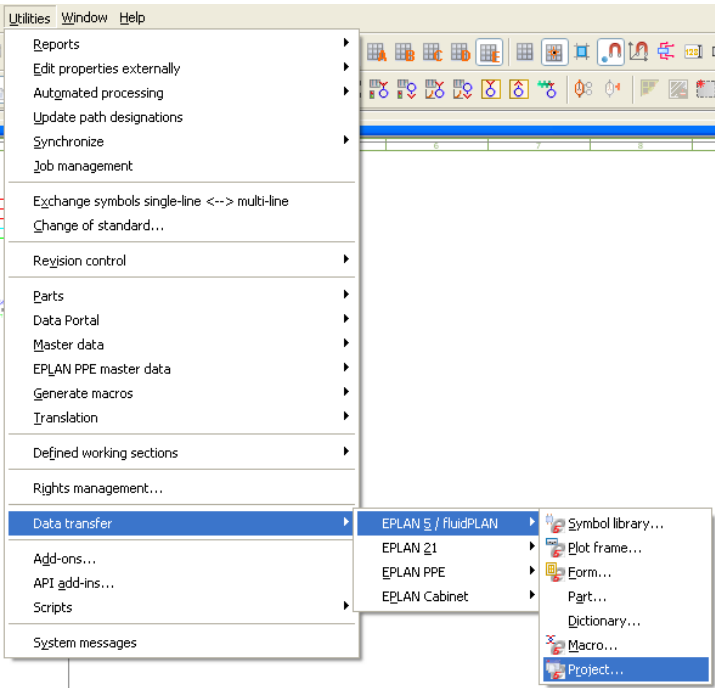 Utilities Window Help
Reports
Edit properties externally
Automated processing
Update path designations
Synchronize
Job management
Exchange symbols single-line <--> multi-line
Change of standard...
Revision control
Parts
Data Portal
Master data
EPLAN PPE master data
Generate macros
Translation
Defined working sections
Rights management...
Data transfer
Add-ons...
API add-ins...
Scripts
System messages
EPLAN 5 / fluidPLAN
EPLAN 21
EPLAN PPE
EPLAN Cabinet
Symbol library...
Plot frame...
Form...
Part...
Dictionary...
Macro...
Project...
6 7 8